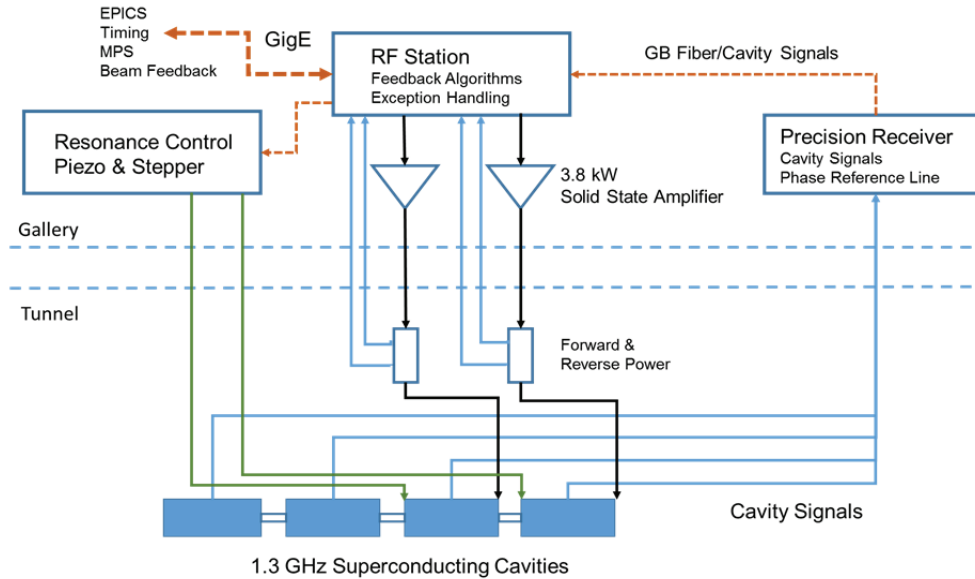 EPICS
Timing
MPS
Beam Feedback
GigE
RF Station
Feedback Algorithms
Exception Handling
GB Fiber/Cavity Signals
Resonance Control
Piezo & Stepper
Precision Receiver
Cavity Signals
Phase Reference Line
3.8 kW
Solid State Amplifier
Gallery
Tunnel
Forward &
Reverse Power
Cavity Signals
1.3 GHz Superconducting Cavities